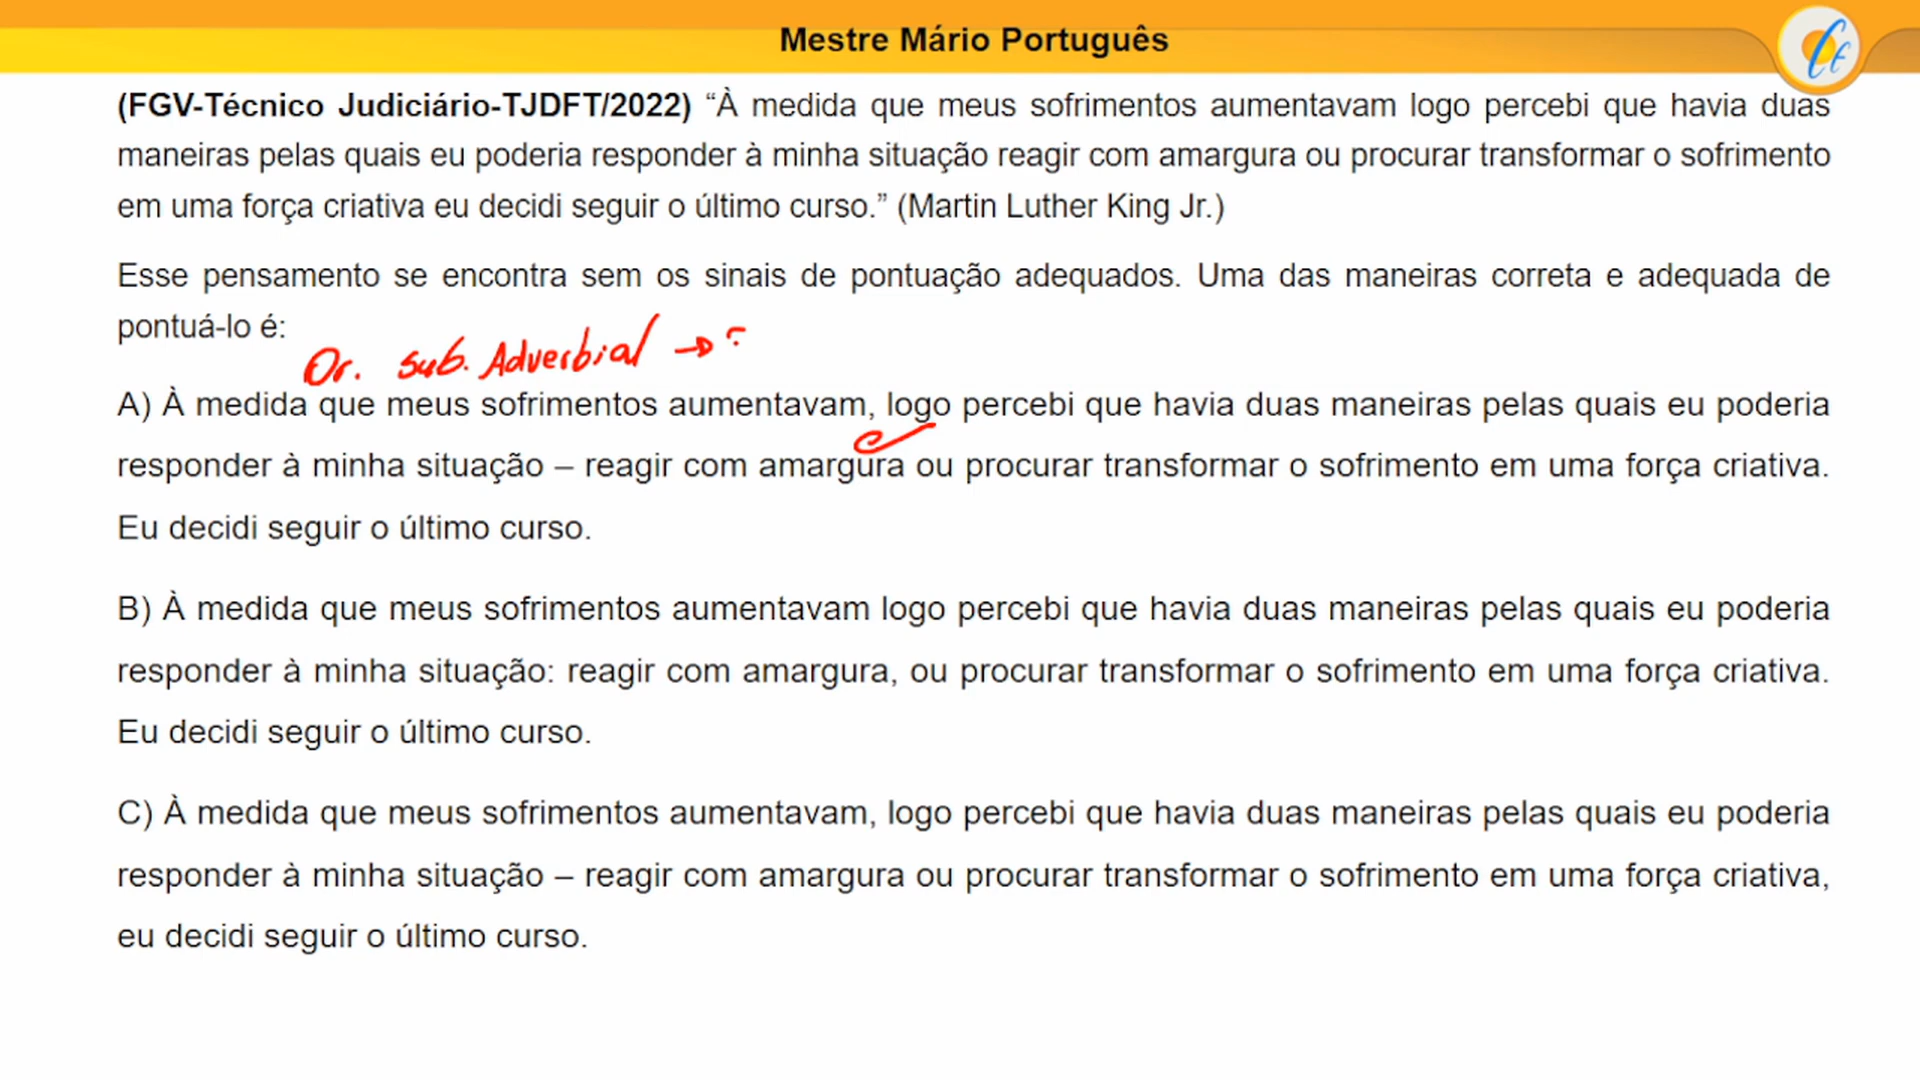 Mestre Mário Português
(FGV-Técnico Judiciário-TJDFT/2022) “À medida que meus sofrimentos aumentavam logo percebi que havia duas
maneiras pelas quais eu poderia responder à minha situação reagir com amargura ou procurar transformar o sofrimento
em uma força criativa eu decidi seguir o último curso.” (Martin Luther King Jr.)
Esse pensamento se encontra sem os sinais de pontuação adequados. Uma das maneiras correta e adequada de
pontuá-lo é:
Or. sub. Adverbial →
A) À medida que meus sofrimentos aumentavam, logo percebi que havia duas maneiras pelas quais eu poderia
responder à minha situação – reagir com amargura ou procurar transformar o sofrimento em uma força criativa.
Eu decidi seguir o último curso.
B) À medida que meus sofrimentos aumentavam logo percebi que havia duas maneiras pelas quais eu poderia
responder à minha situação: reagir com amargura, ou procurar transformar o sofrimento em uma força criativa.
Eu decidi seguir o último curso.
C) À medida que meus sofrimentos aumentavam, logo percebi que havia duas maneiras pelas quais eu poderia
responder à minha situação – reagir com amargura ou procurar transformar o sofrimento em uma força criativa,
eu decidi seguir o último curso.